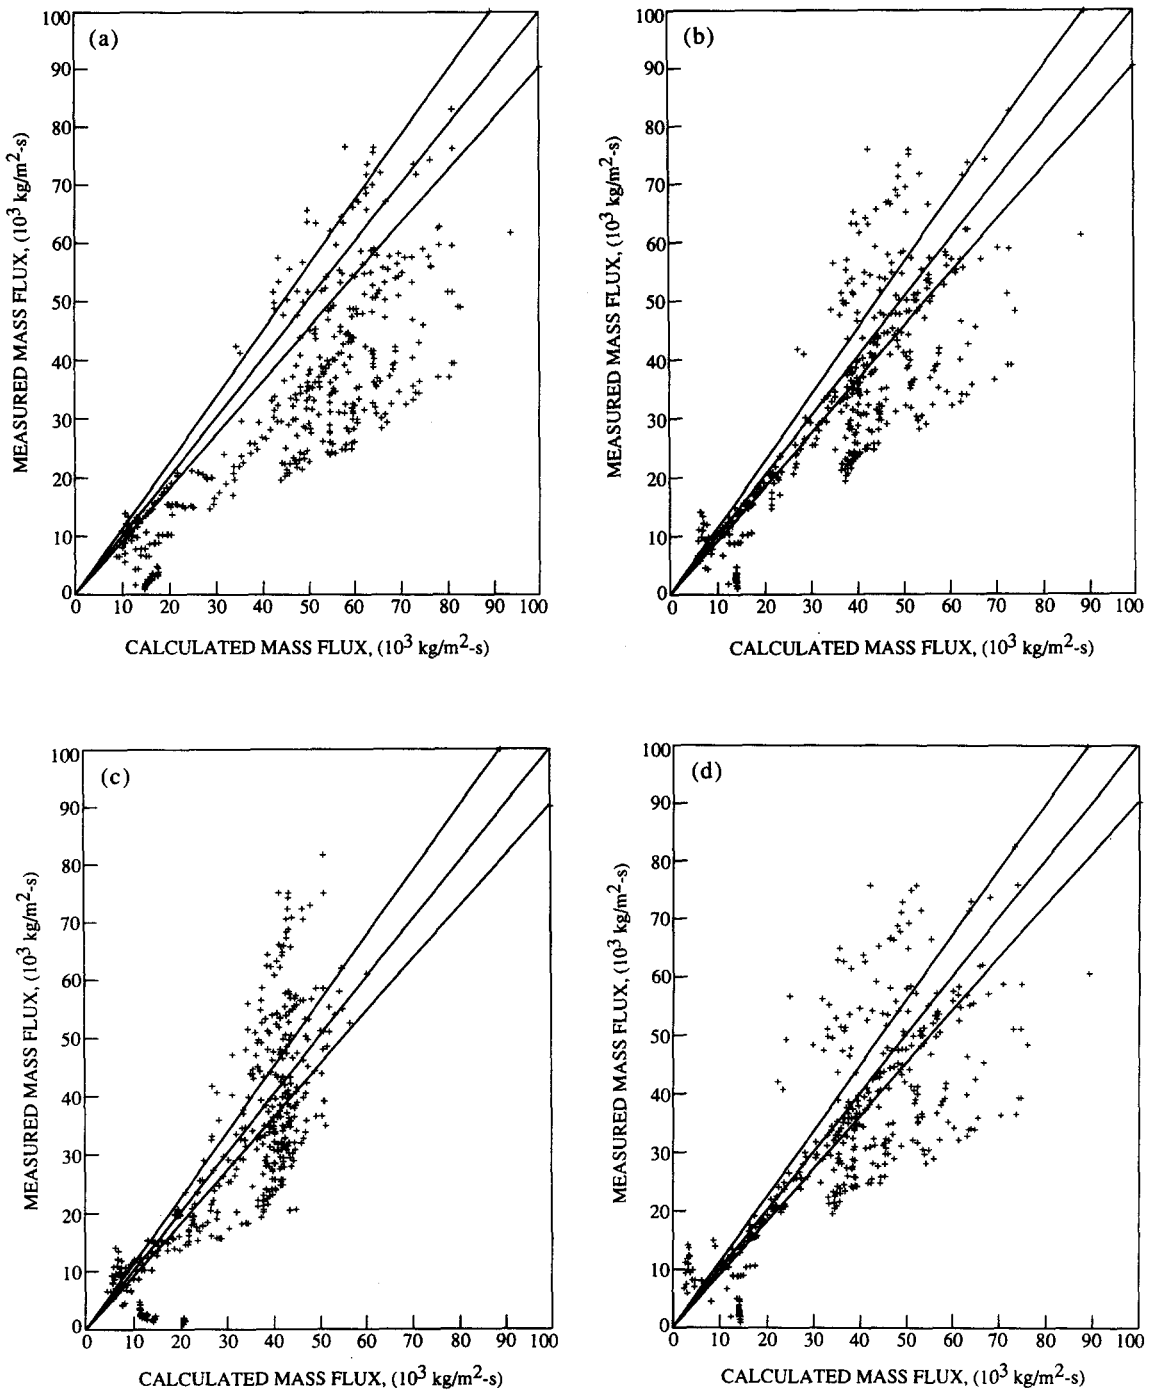 (a)
100
90
80
70
60
50
40
30
20
10
0
MEASURED MASS FLUX, (10³ kg/m²-s)
0 10 20 30 40 50 60 70 80 90 100
CALCULATED MASS FLUX, (10³ kg/m²-s)
(b)
100
90
80
70
60
50
40
30
20
10
0
MEASURED MASS FLUX, (10³ kg/m²-s)
0 10 20 30 40 50 60 70 80 90 100
CALCULATED MASS FLUX, (10³ kg/m²-s)
(c)
100
90
80
70
60
50
40
30
20
10
0
MEASURED MASS FLUX, (10³ kg/m²-s)
0 10 20 30 40 50 60 70 80 90 100
CALCULATED MASS FLUX, (10³ kg/m²-s)
(d)
100
90
80
70
60
50
40
30
20
10
0
MEASURED MASS FLUX, (10³ kg/m²-s)
0 10 20 30 40 50 60 70 80 90 100
CALCULATED MASS FLUX, (10³ kg/m²-s)